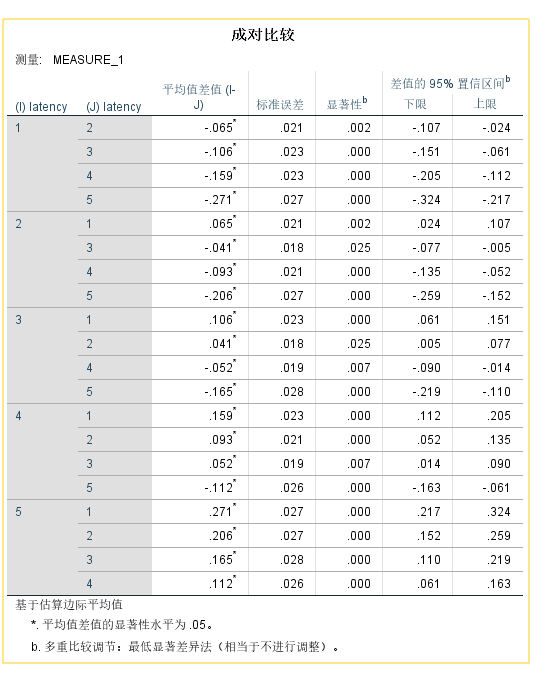 成对比较
测量: MEASURE_1
(I) latency (J) latency 平均值差值 (I-J) 标准误差 显著性b 差值的 95% 置信区间b 下限 上限
1 2 -.065* .021 .002 -.107 -.024
3 -.106* .023 .000 -.151 -.061
4 -.159* .023 .000 -.205 -.112
5 -.271* .027 .000 -.324 -.217
2 1 .065* .021 .002 .024 .107
3 -.041* .018 .025 -.077 -.005
4 -.093* .021 .000 -.135 -.052
5 -.206* .027 .000 -.259 -.152
3 1 .106* .023 .000 .061 .151
2 .041* .018 .025 .005 .077
4 -.052* .019 .007 -.090 -.014
5 -.165* .028 .000 -.219 -.110
4 1 .159* .023 .000 .112 .205
2 .093* .021 .000 .052 .135
3 .052* .019 .007 .014 .090
5 -.112* .026 .000 -.163 -.061
5 1 .271* .027 .000 .217 .324
2 .206* .027 .000 .152 .259
3 .165* .028 .000 .110 .219
4 .112* .026 .000 .061 .163
基于估算边际平均值
*. 平均值差值的显著性水平为 .05。
b. 多重比较调节：最低显著差异法（相当于不进行调整）。